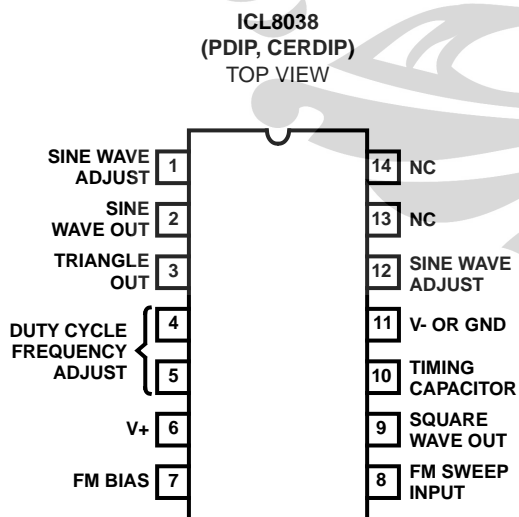 ICL8038
(PDIP, CERDIP)
TOP VIEW
SINE WAVE
ADJUST
1
SINE
WAVE OUT
2
TRIANGLE
OUT
3
DUTY CYCLE
FREQUENCY
ADJUST
4
5
V+
6
FM BIAS
7
14
NC
13
NC
12
SINE WAVE
ADJUST
11
V- OR GND
10
TIMING
CAPACITOR
9
SQUARE
WAVE OUT
8
FM SWEEP
INPUT